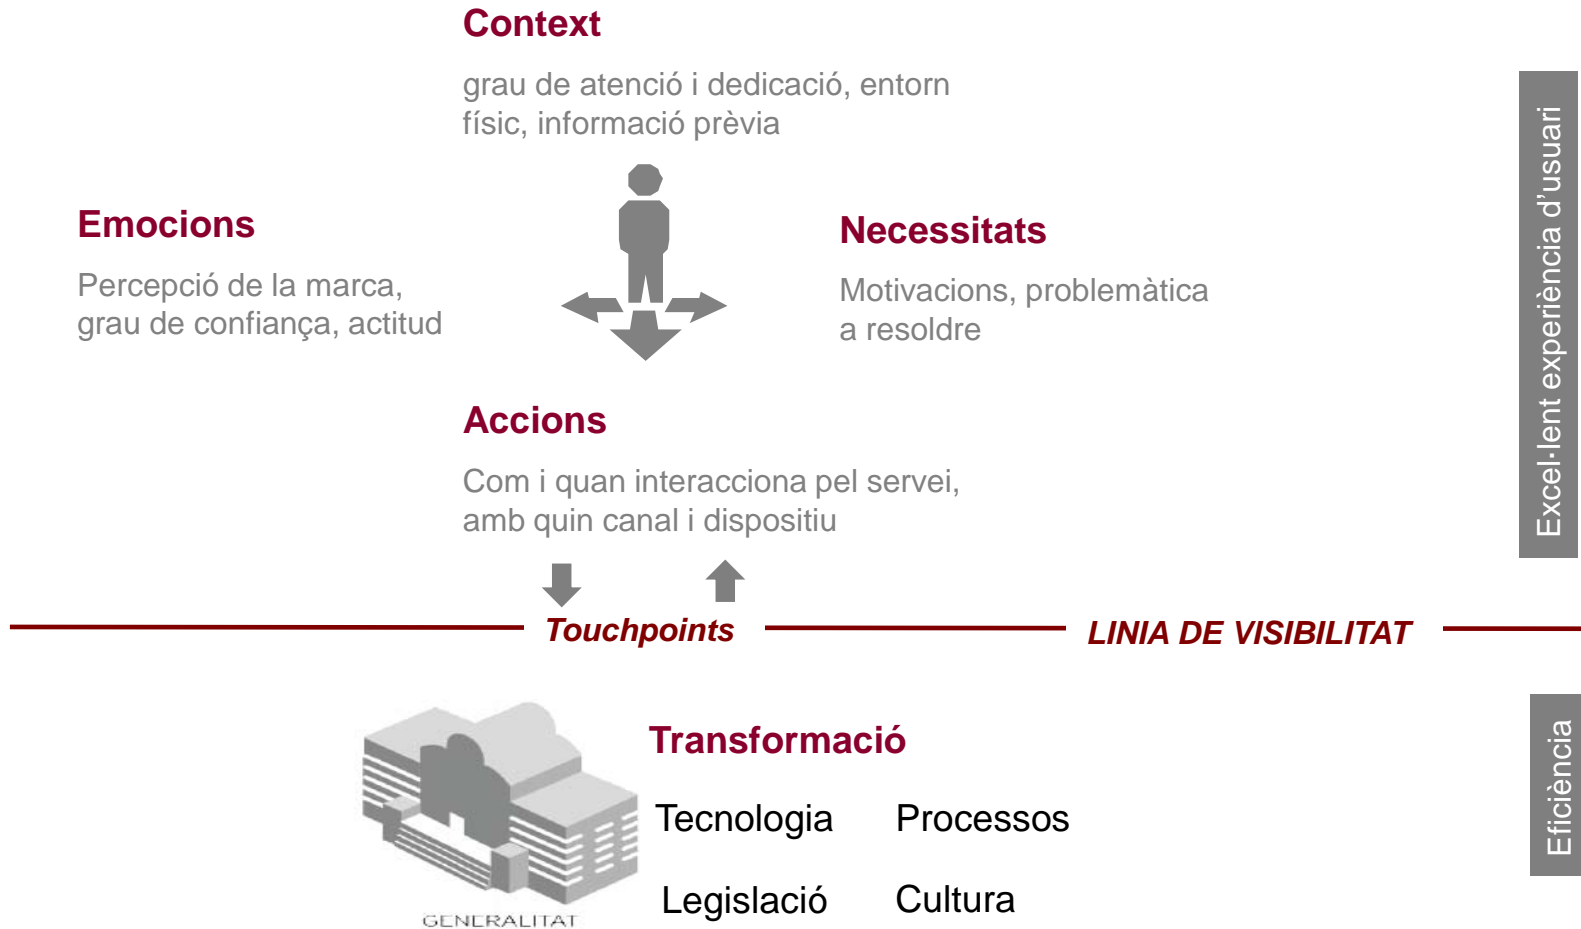 Context
grau de atenció i dedicació, entorn
físic, informació prèvia
Emocions
Percepció de la marca,
grau de confiança, actitud
Necessitats
Motivacions, problemàtica
a resoldre
Accions
Com i quan interacciona pel servei,
amb quin canal i dispositiu
Excel·lent experiència d'usuari
Touchpoints
LINIA DE VISIBILITAT
Transformació
Tecnologia
Processos
Legislació
Cultura
GENERALITAT
Eficiència